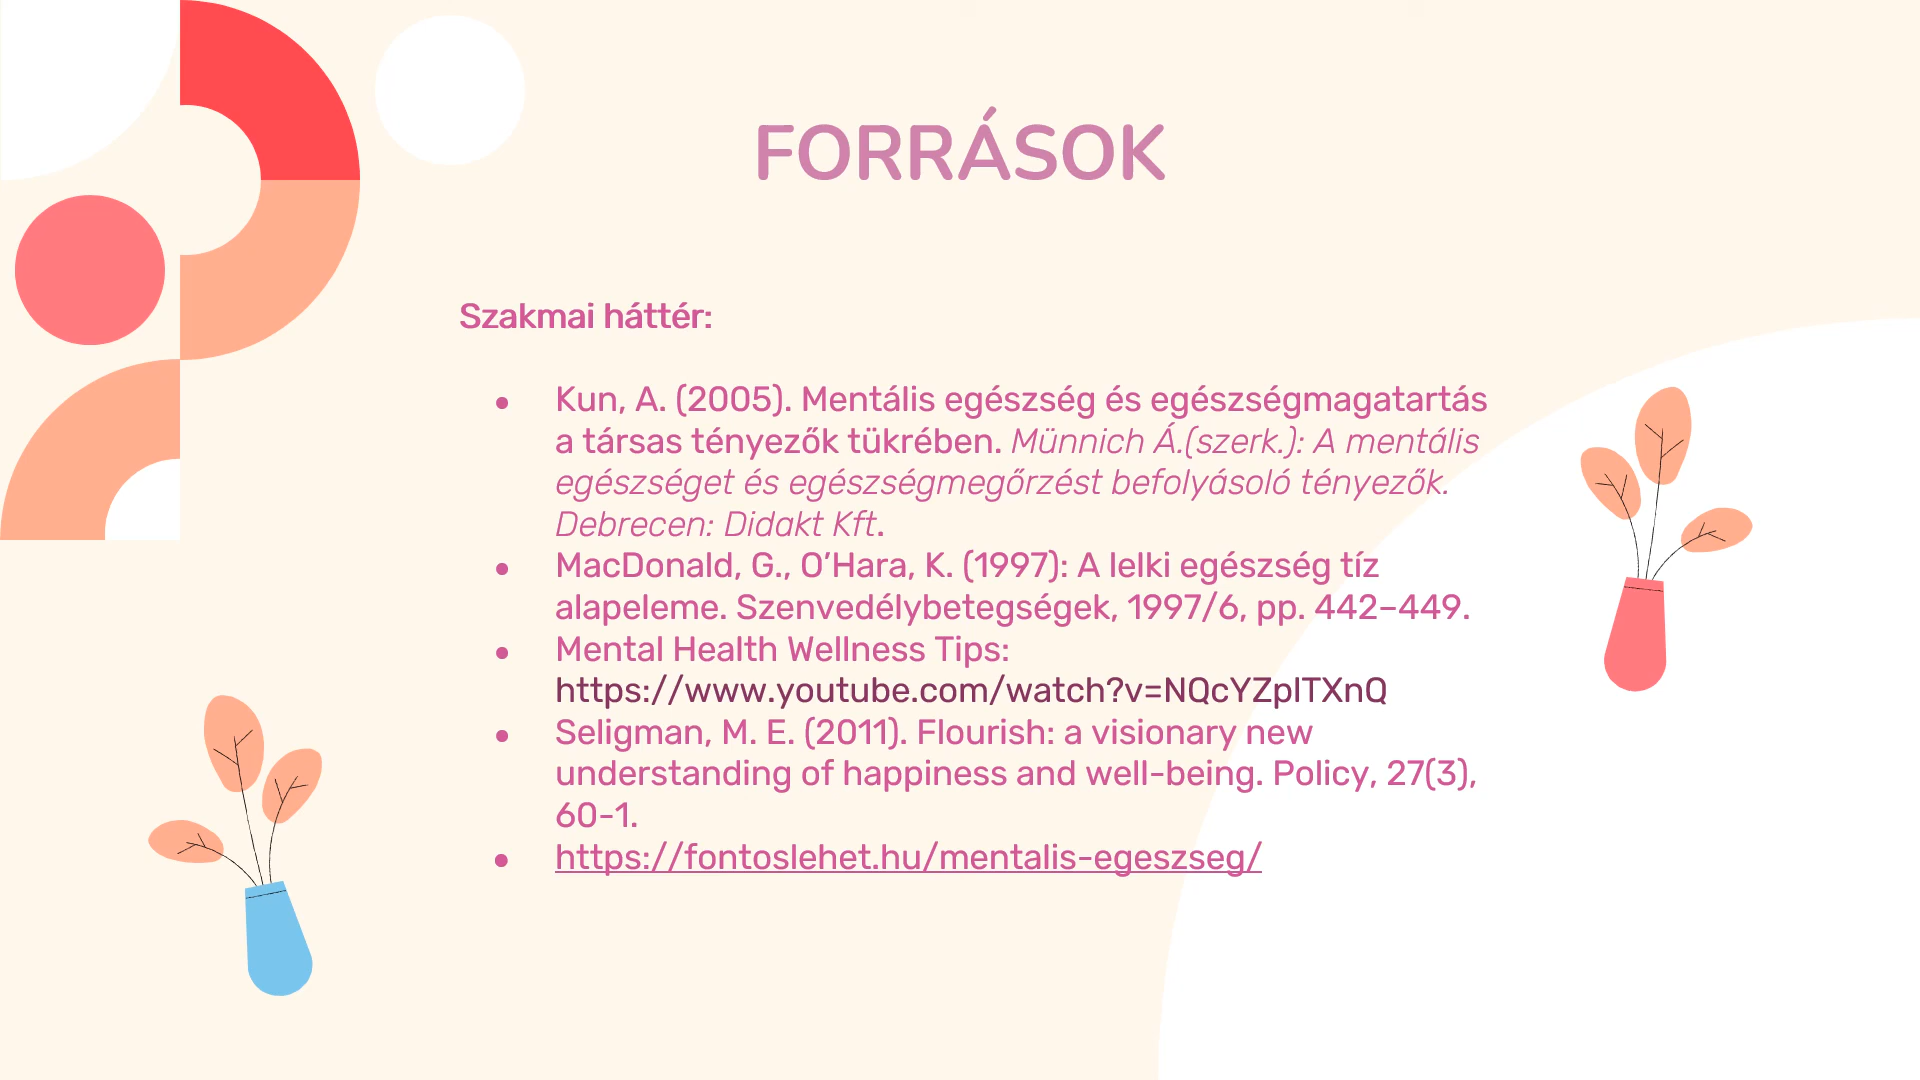 FORRÁSOK
Szakmai háttér:
● Kun, A. (2005). Mentális egészség és egészségmagatartás
a társas tényezők tükrében. Münnich Á.(szerk.): A mentális
egészséget és egészségmegőrzést befolyásoló tényezők.
Debrecen: Didakt Kft.
● MacDonald, G., O’Hara, K. (1997): A lelki egészség tíz
alapeleme. Szenvedélybetegségek, 1997/6, pp. 442–449.
● Mental Health Wellness Tips:
https://www.youtube.com/watch?v=NQcYZplTXnQ
● Seligman, M. E. (2011). Flourish: a visionary new
understanding of happiness and well-being. Policy, 27(3),
60-1.
● https://fontoslehet.hu/mentalis-egeszseg/